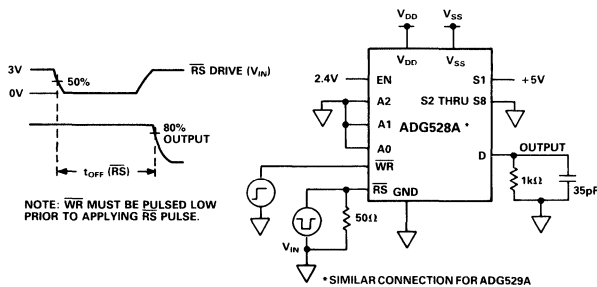 3V
50%
0V
RS DRIVE (VIN)
80%
OUTPUT
tOFF (RS)
NOTE: WR MUST BE PULSED LOW
PRIOR TO APPLYING RS PULSE.
VDD
VSS
VDD
VSS
2.4V
EN
S1
+5V
A2
S2 THRU S8
A1
ADG528A *
A0
D
OUTPUT
WR
1kΩ
35pF
RS
GND
50Ω
VIN
* SIMILAR CONNECTION FOR ADG529A